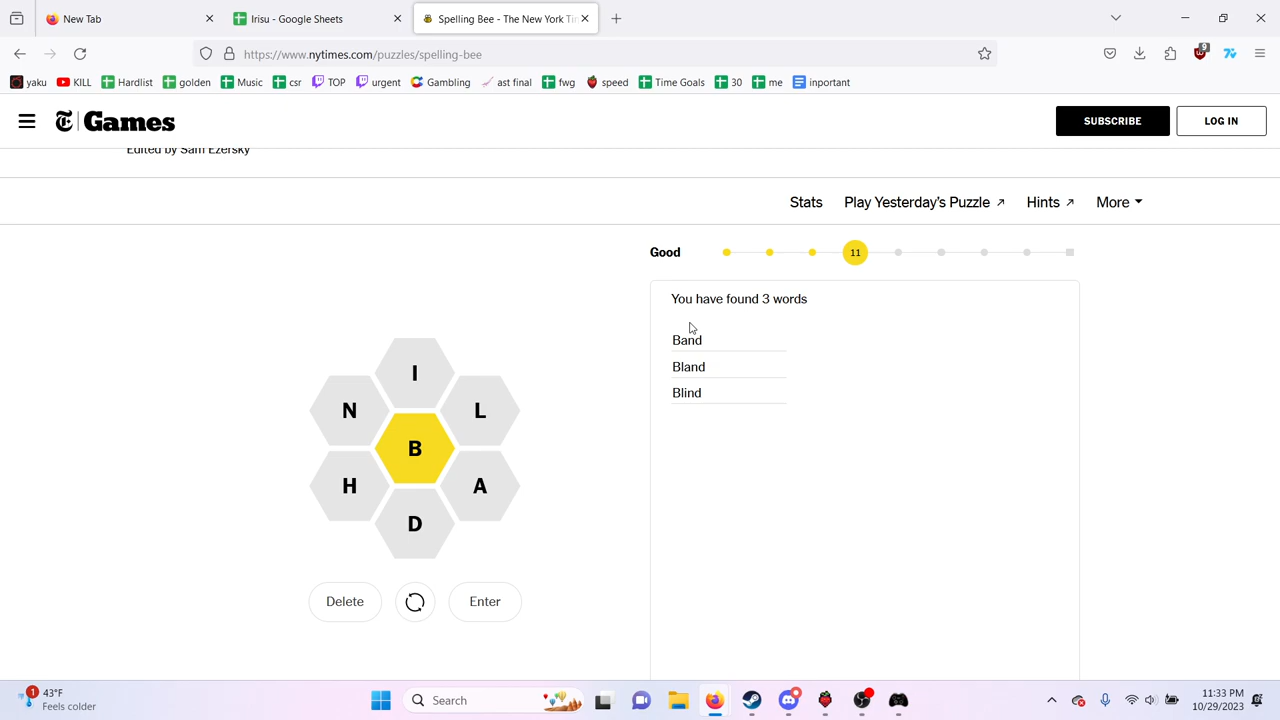 New Tab
Irisu - Google Sheets
Spelling Bee - The New York Tim
https://www.nytimes.com/puzzles/spelling-bee
9
yaku KILL Hardlist golden Music csr TOP urgent Gambling ast final fwg speed Time Goals 30 me inportant
T Games
SUBSCRIBE
LOG IN
Edited by Sam Ezersky
Stats Play Yesterday's Puzzle Hints More
Good
11
You have found 3 words
Band
Bland
Blind
I
N
L
B
H
A
D
Delete
Enter
1
43°F
Feels colder
Search
11:33 PM
10/29/2023